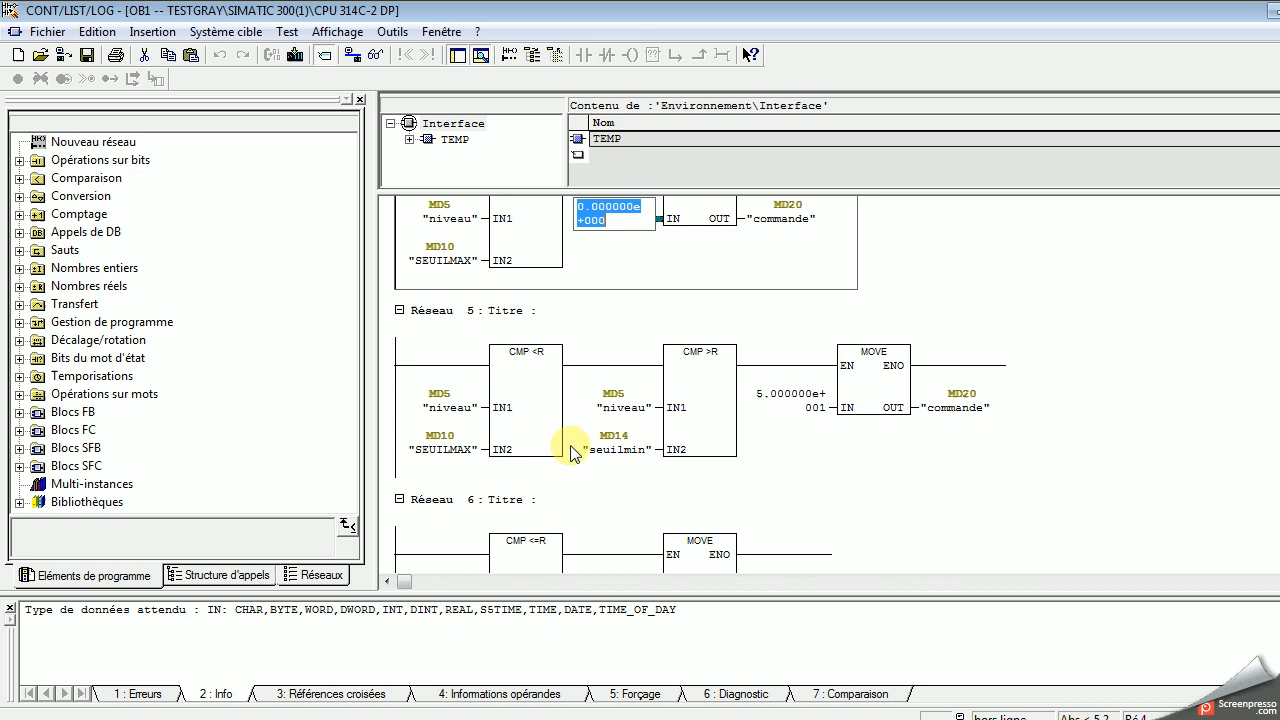 CONT/LIST/LOG - [OB1 -- TESTGRAY\SIMATIC 300(1)\CPU 314C-2 DP]
Fichier Edition Insertion Système cible Test Affichage Outils Fenêtre ?
Contenu de :'Environnement\Interface'
Interface
TEMP
Nom
TEMP
Nouveau réseau
Opérations sur bits
Comparaison
Conversion
Comptage
Appels de DB
Sauts
Nombres entiers
Nombres réels
Transfert
Gestion de programme
Décalage/rotation
Bits du mot d'état
Temporisations
Opérations sur mots
Blocs FB
Blocs FC
Blocs SFB
Blocs SFC
Multi-instances
Bibliothèques
Eléments de programme Structure d'appels Réseaux
MD5 0.000000e MD20
"niveau" IN1 +000 IN OUT "commande"
MD10
"SEUILMAX" IN2
Réseau 5 : Titre :
CMP <R CMP >R MOVE
EN ENO
MD5 MD5 5.000000e+ MD20
"niveau" IN1 "niveau" IN1 001 IN OUT "commande"
MD10 MD14
"SEUILMAX" IN2 "seuilmin" IN2
Réseau 6 : Titre :
CMP <=R MOVE
EN ENO
Type de données attendu : IN: CHAR,BYTE,WORD,DWORD,INT,DINT,REAL,S5TIME,TIME,DATE,TIME_OF_DAY
1 : Erreurs 2 : Info 3: Références croisées 4: Informations opérandes 5: Forçage 6 : Diagnostic 7 : Comparaison
hors ligne Abs < 5.2
Screenpresso
.com